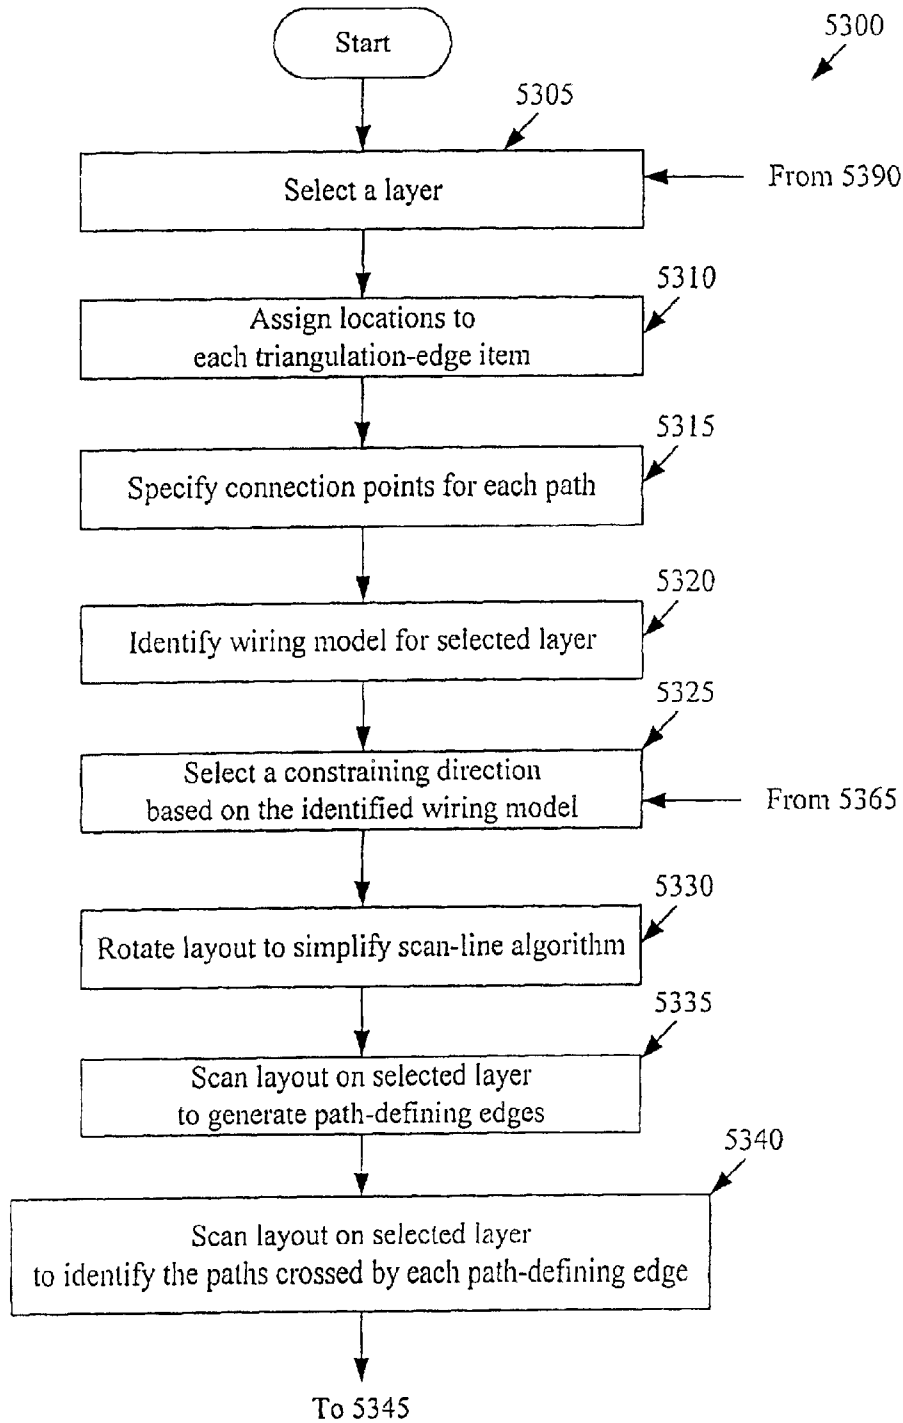 Start
5300
5305
Select a layer
From 5390
5310
Assign locations to
each triangulation-edge item
5315
Specify connection points for each path
5320
Identify wiring model for selected layer
5325
Select a constraining direction
based on the identified wiring model
From 5365
5330
Rotate layout to simplify scan-line algorithm
5335
Scan layout on selected layer
to generate path-defining edges
5340
Scan layout on selected layer
to identify the paths crossed by each path-defining edge
To 5345